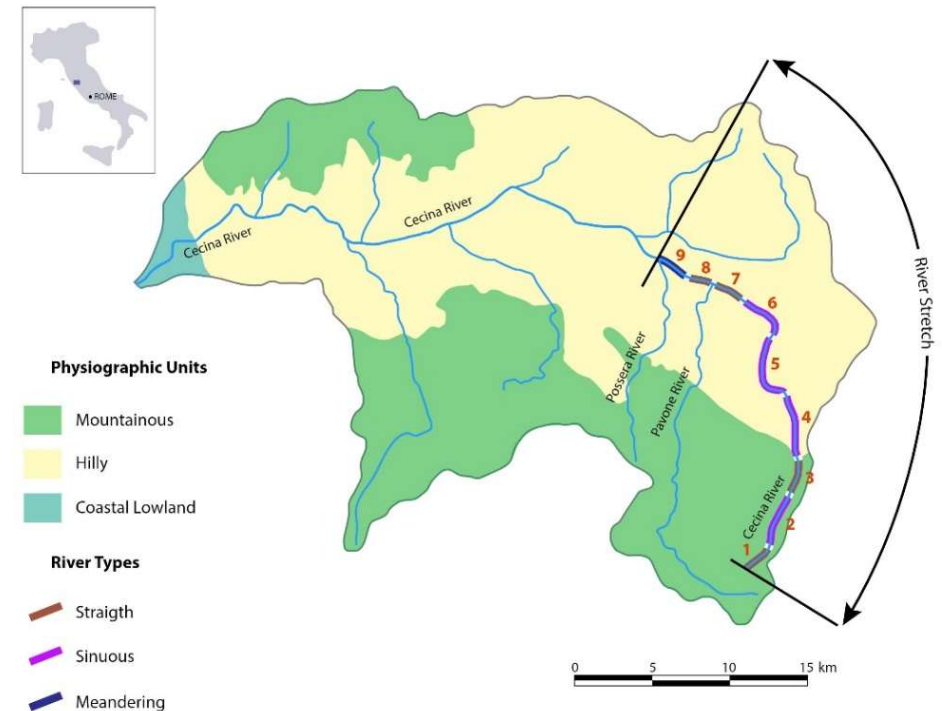 ROME
Cecina River
Cecina River
9
8
7
6
5
4
3
2
1
Possera River
Pavone River
Cecina River
River Stretch
Physiographic Units
Mountainous
Hilly
Coastal Lowland
River Types
Straigth
Sinuous
Meandering
0 5 10 15 km